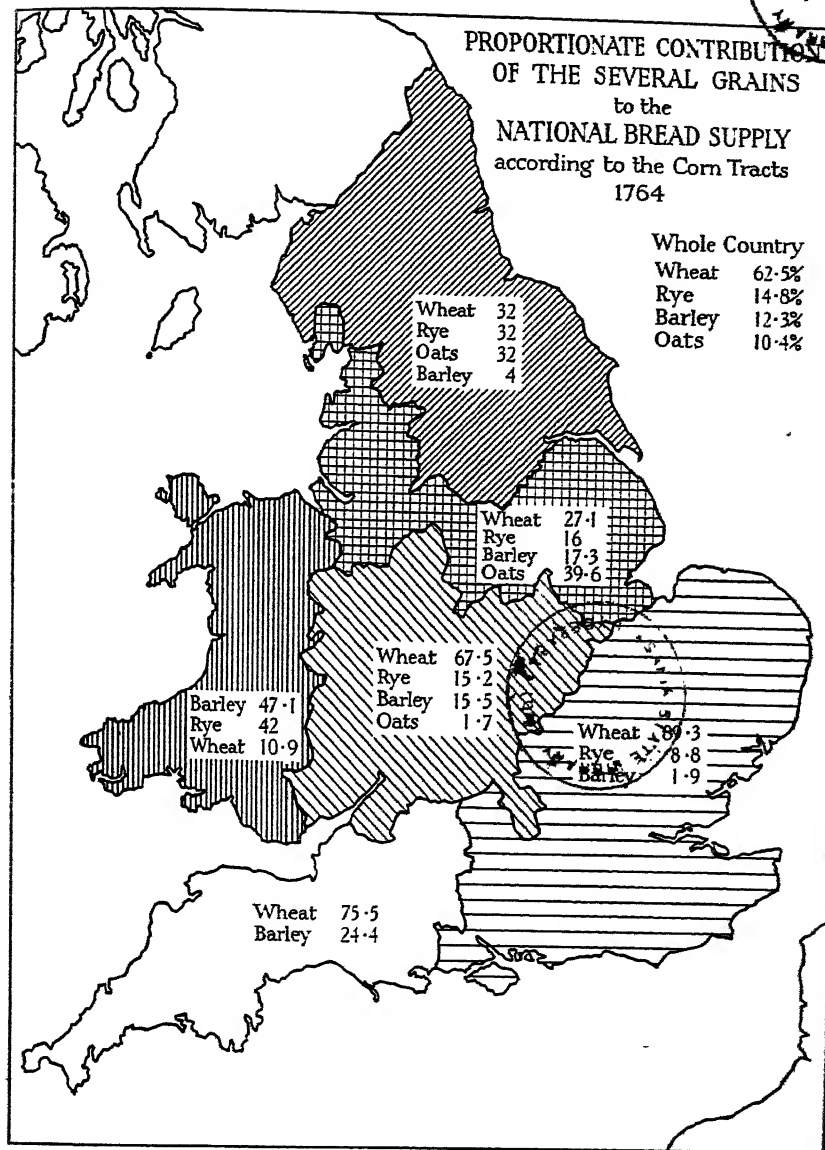 PROPORTIONATE CONTRIBUTION
OF THE SEVERAL GRAINS
to the
NATIONAL BREAD SUPPLY
according to the Corn Tracts
1764
Whole Country
Wheat 62·5%
Rye 14·8%
Barley 12·3%
Oats 10·4%
Wheat 32
Rye 32
Oats 32
Barley 4
Wheat 27·1
Rye 16
Barley 17·3
Oats 39·6
Wheat 67·5
Rye 15·2
Barley 15·5
Oats 1·7
Barley 47·1
Rye 42
Wheat 10·9
Wheat 89·3
Rye 8·8
Barley 1·9
Wheat 75·5
Barley 24·4